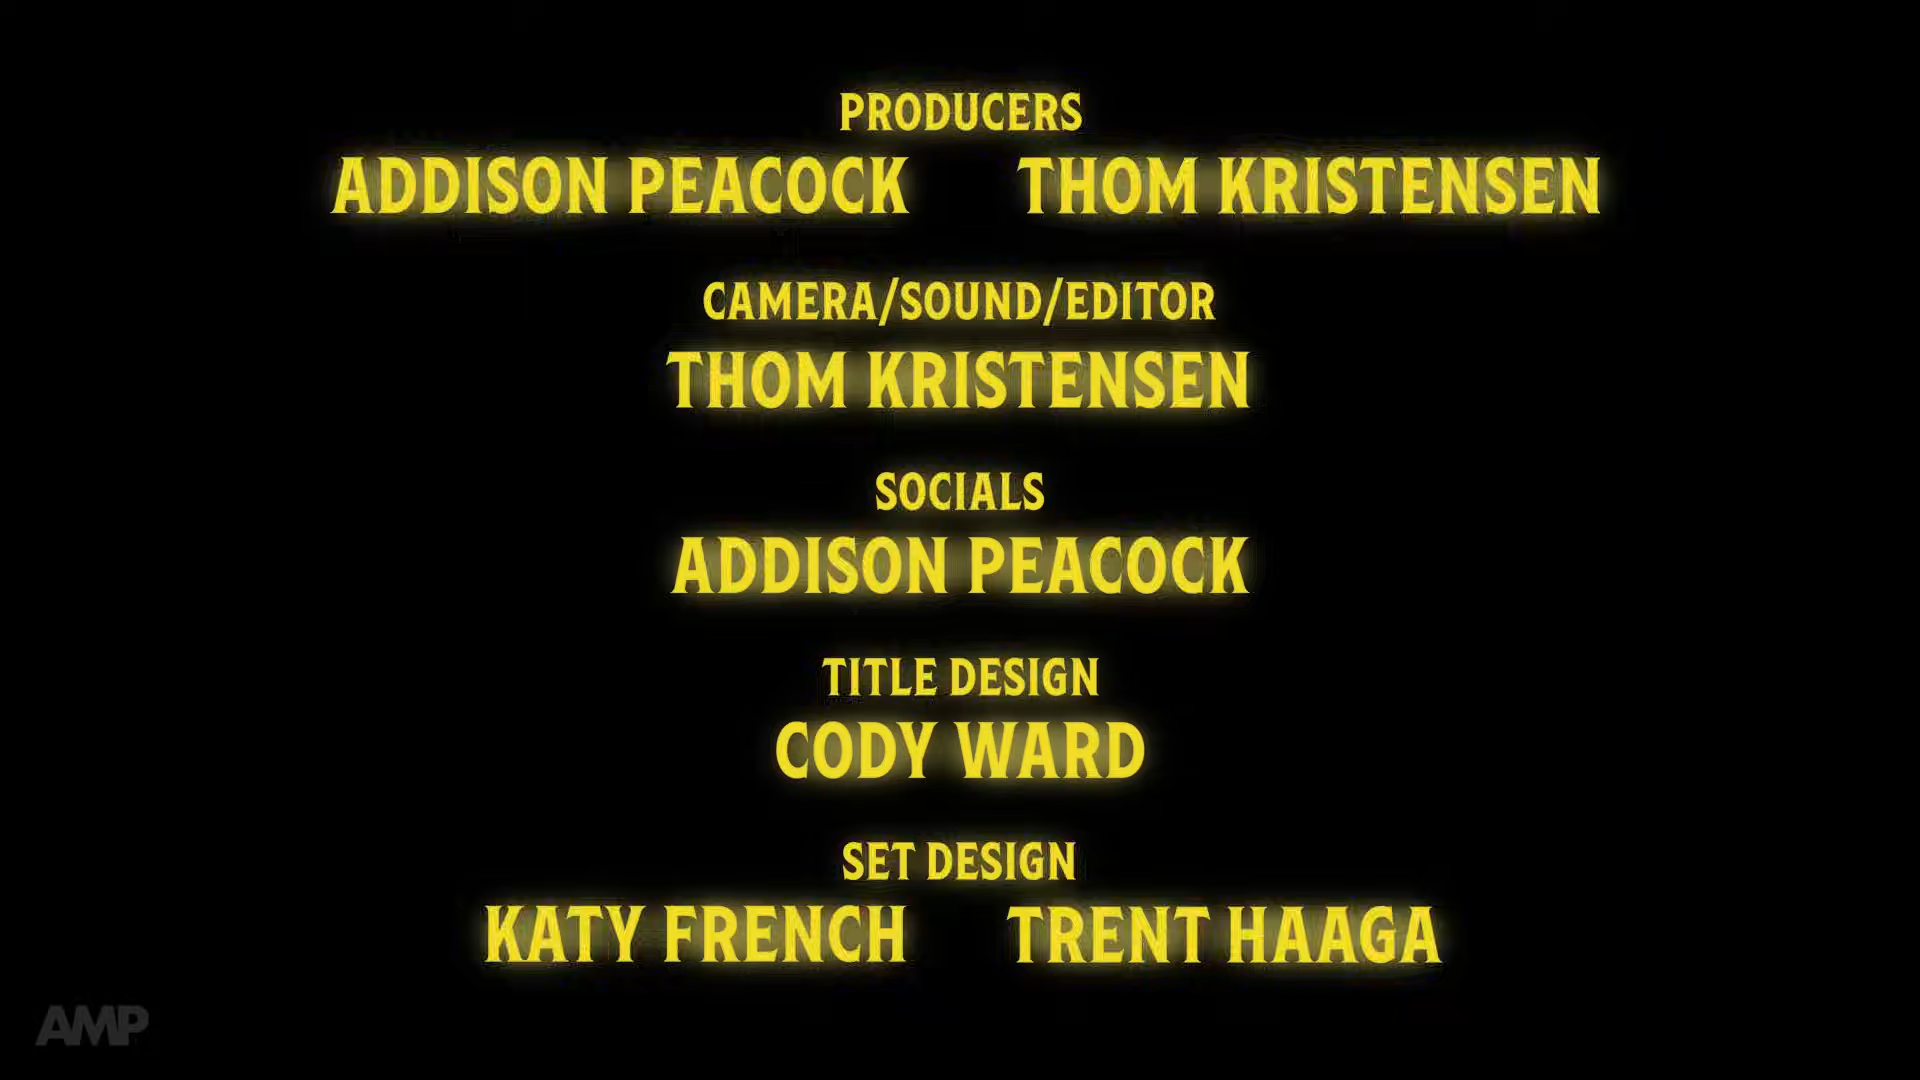 PRODUCERS
ADDISON PEACOCK THOM KRISTENSEN
CAMERA/SOUND/EDITOR
THOM KRISTENSEN
SOCIALS
ADDISON PEACOCK
TITLE DESIGN
CODY WARD
SET DESIGN
KATY FRENCH TRENT HAAGA
AMP